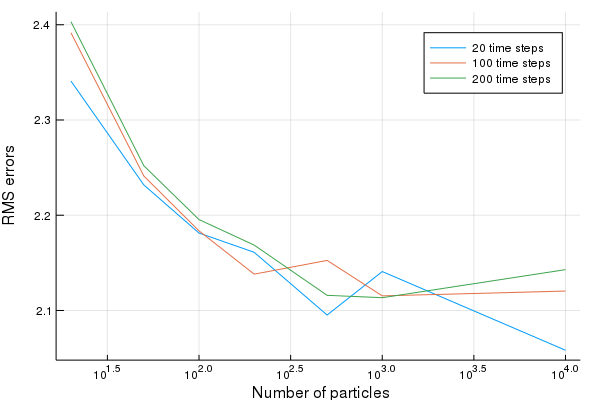 2.4
2.3
2.2
2.1
RMS errors
20 time steps
100 time steps
200 time steps
10^1.5 10^2.0 10^2.5 10^3.0 10^3.5 10^4.0
Number of particles